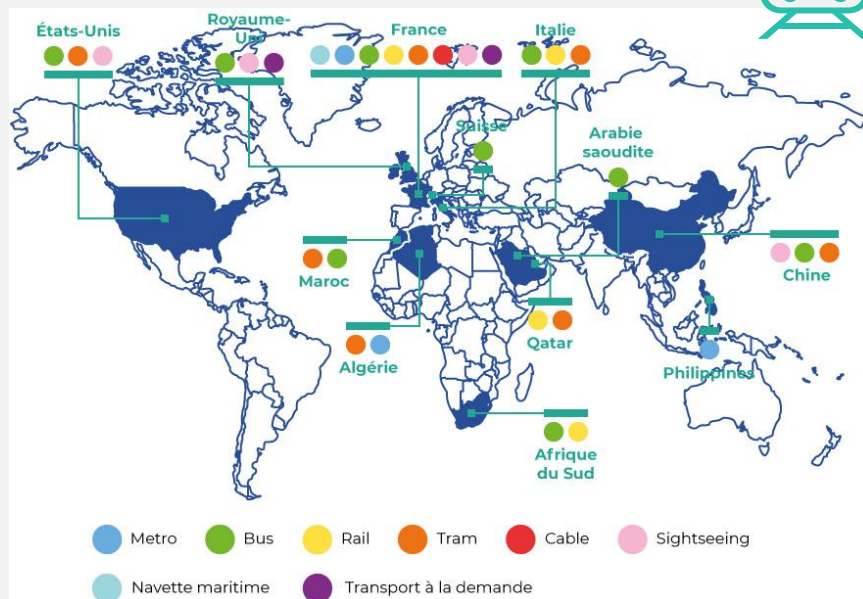 États-Unis
Royaume-
Uni
France
Italie
Suisse
Arabie
saoudite
Maroc
Chine
Algérie
Qatar
Philippines
Afrique
du Sud
Metro
Bus
Rail
Tram
Cable
Sightseeing
Navette maritime
Transport à la demande